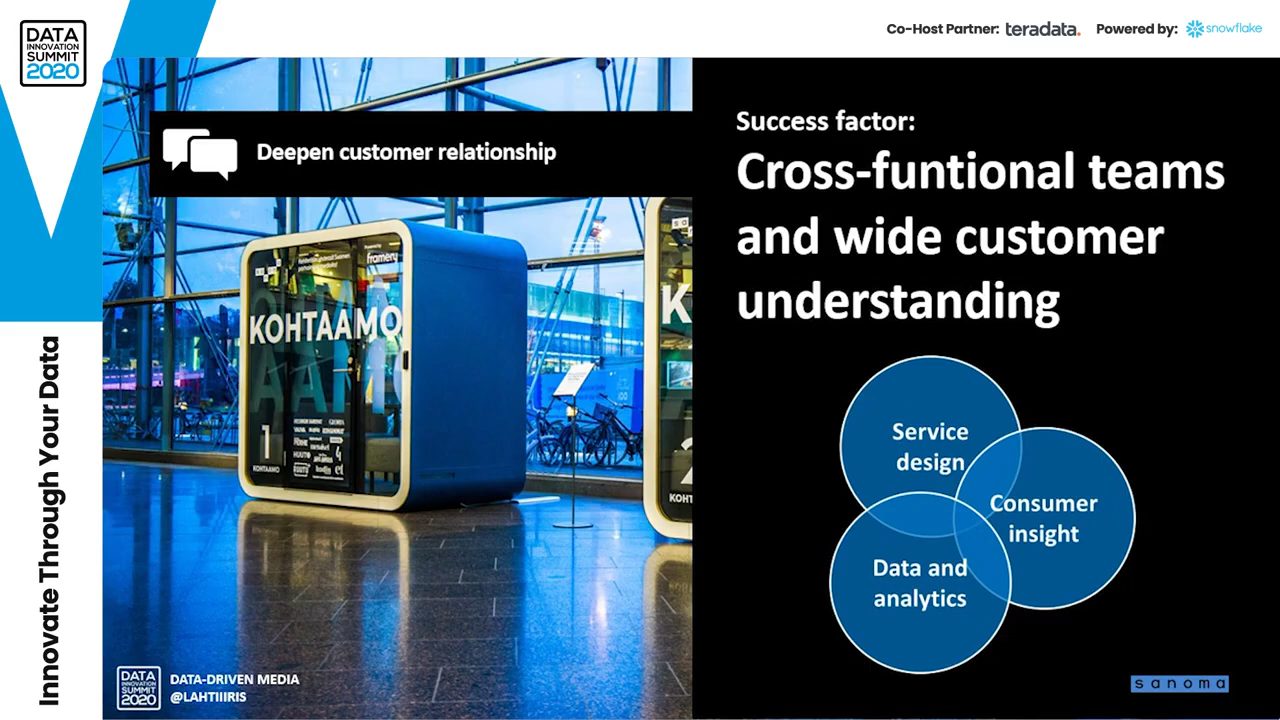 DATA
INNOVATION
SUMMIT
2020
Co-Host Partner: teradata. Powered by: snowflake
Innovate Through Your Data
Deepen customer relationship
framery
KOHTAAMO
1
KOHTAAMO
K
2
KOHT
DATA
INNOVATION
SUMMIT
2020
DATA-DRIVEN MEDIA
@LAHTIIIRIS
Success factor:
Cross-funtional teams
and wide customer
understanding
Service
design
Consumer
insight
Data and
analytics
sanoma